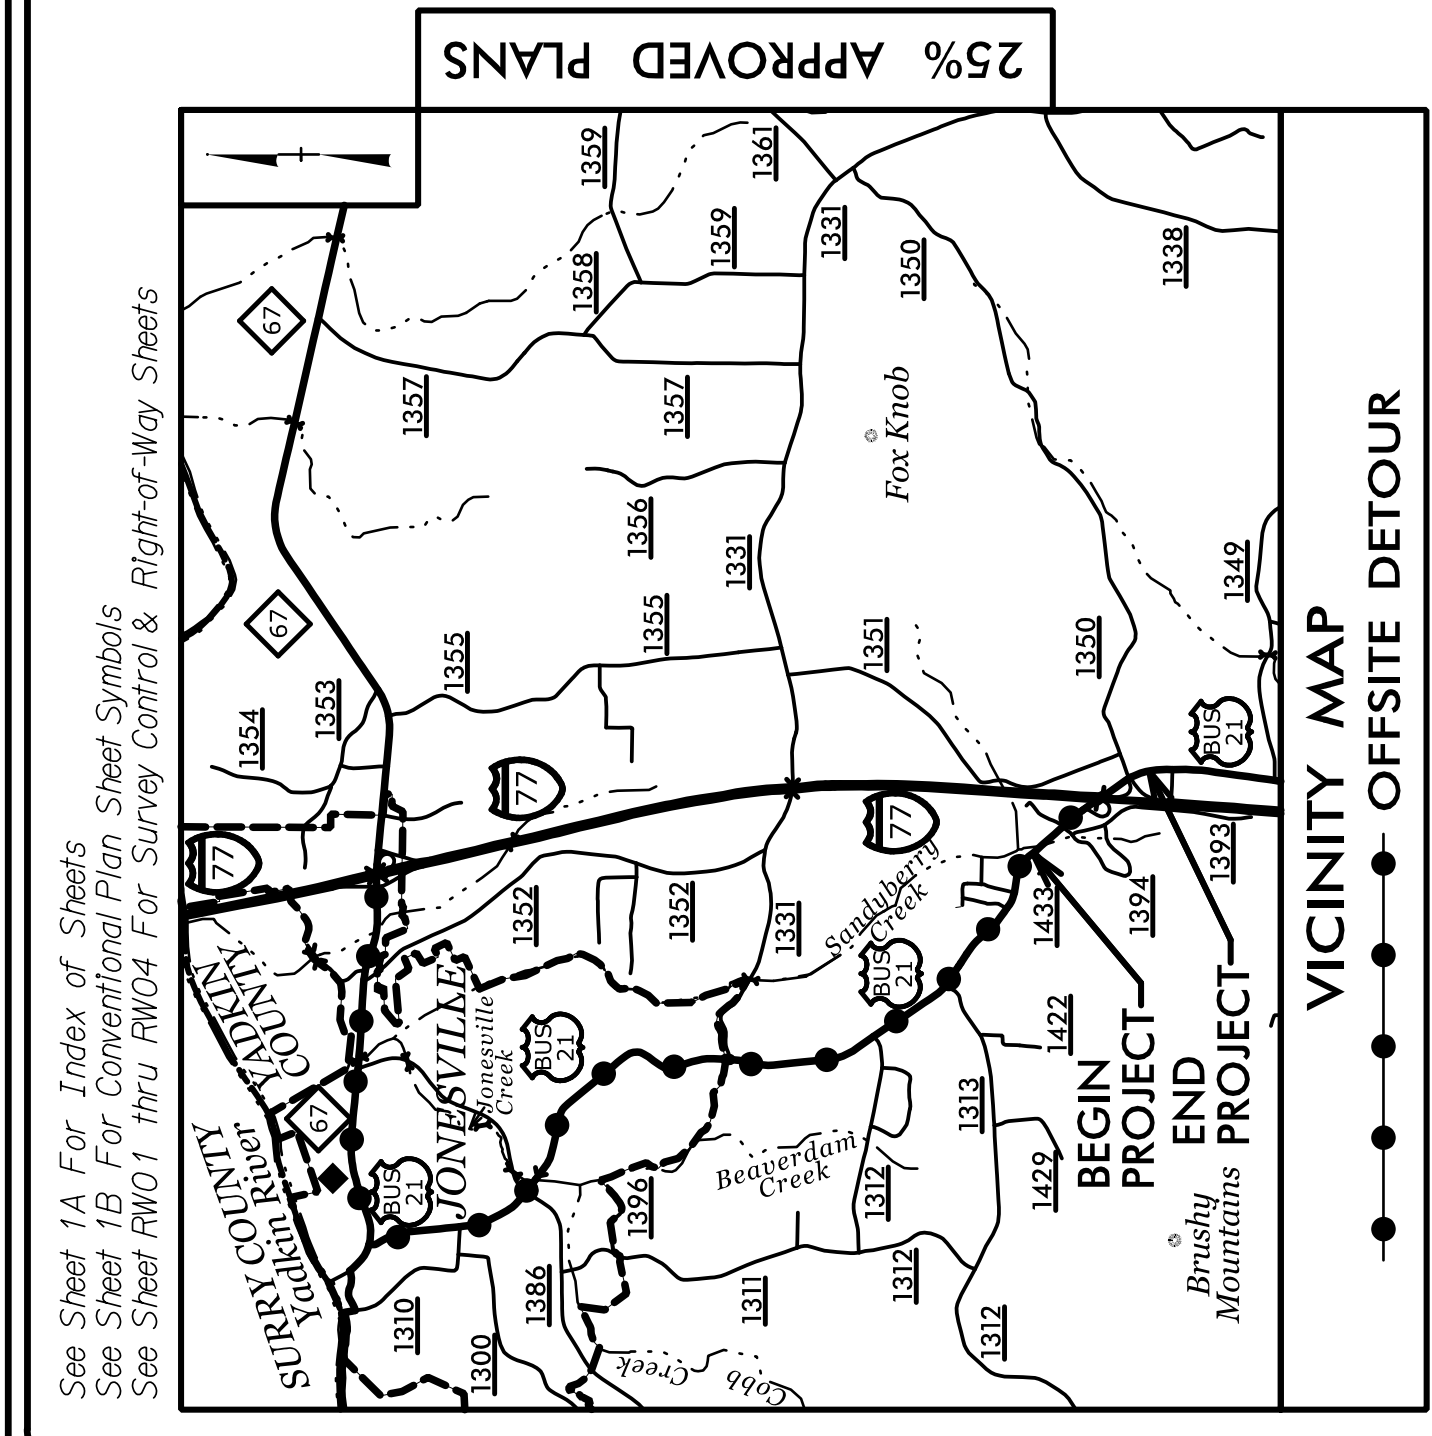 See Sheet 1A For Index of Sheets
See Sheet 1B For Conventional Plan Sheet Symbols
See Sheet RW01 thru RW04 For Survey Control & Right-of-Way Sheets
25% APPROVED PLANS
SURRY COUNTY
Yadkin River
YADKIN
COUNTY
67
77
1354
1353
67
67
1310
BUS
21
JONESVILLE
Jonesville
Creek
1300
1386
BUS
21
1352
77
1355
1357
1358
1359
Creek
Cobb
1396
1352
1355
1356
1357
1359
1361
1311
Beaverdam
Creek
1331
1331
1331
1312
1312
BUS
21
Sandyberry
Creek
77
1351
Fox Knob
1350
1312
1313
1429
1422
1433
1350
BEGIN
PROJECT
1394
1338
Brushy
Mountains
END
PROJECT
1393
BUS
21
1349
VICINITY MAP
OFFSITE DETOUR